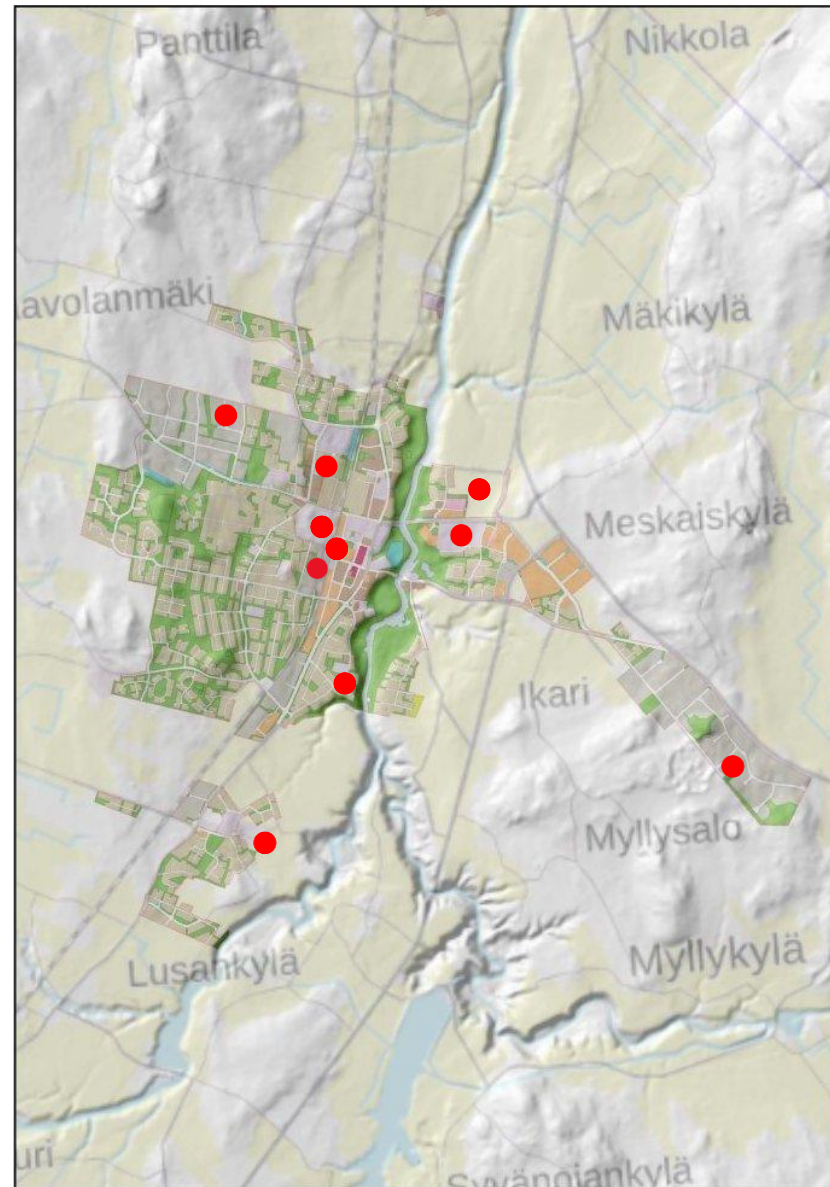 Panttila
Nikkola
avolanmäki
Mäkikylä
Meskaiskylä
Ikari
Myllysalo
Lusankylä
Myllykylä
uri
Syvänojankylä